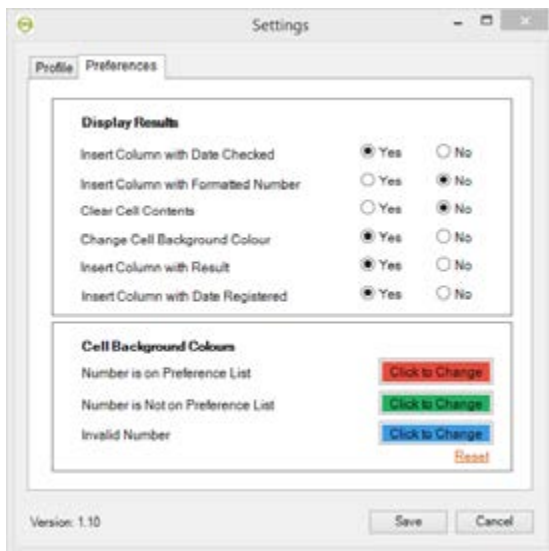 Settings
Profile Preferences
Display Results
Insert Column with Date Checked Yes No
Insert Column with Formatted Number Yes No
Clear Cell Contents Yes No
Change Cell Background Colour Yes No
Insert Column with Result Yes No
Insert Column with Date Registered Yes No
Cell Background Colours
Number is on Preference List Click to Change
Number is Not on Preference List Click to Change
Invalid Number Click to Change
Reset
Version: 1.10 Save Cancel